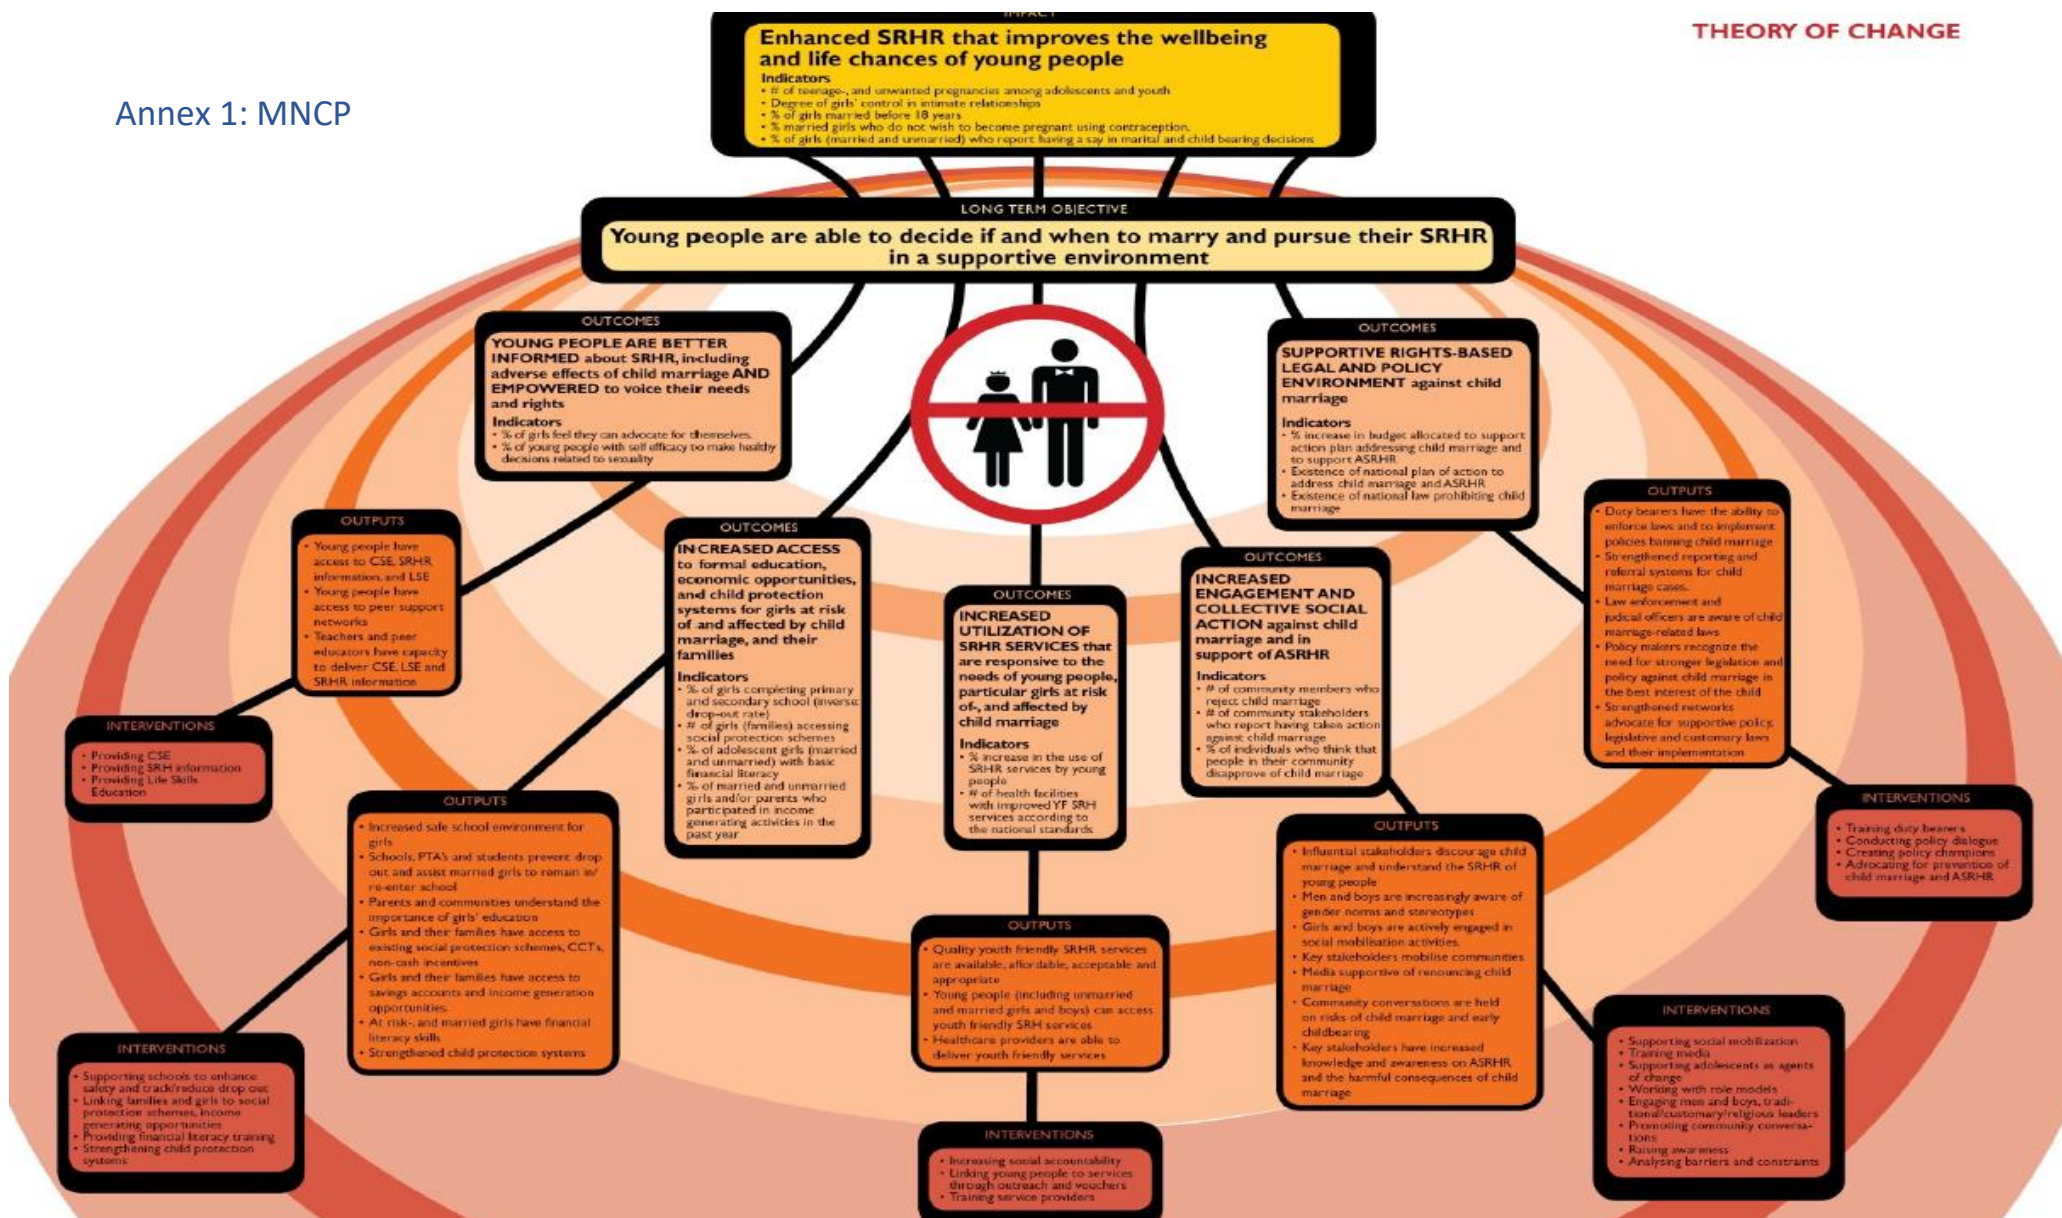 IMPACT
THEORY OF CHANGE
Enhanced SRHR that improves the wellbeing
and life chances of young people
Indicators
• # of teenage-, and unwanted pregnancies among adolescents and youth
• Degree of girls' control in intimate relationships
• % of girls married before 18 years
• % married girls who do not wish to become pregnant using contraception.
• % of girls (married and unmarried) who report having a say in marital and child bearing decisions
Annex 1: MNCP
LONG TERM OBJECTIVE
Young people are able to decide if and when to marry and pursue their SRHR
in a supportive environment
OUTCOMES
YOUNG PEOPLE ARE BETTER
INFORMED about SRHR, including
adverse effects of child marriage AND
EMPOWERED to voice their needs
and rights
Indicators
• % of girls feel they can advocate for themselves.
• % of young people with self efficacy to make healthy
decisions related to sexuality
OUTPUTS
• Young people have
access to CSE, SRHR
information, and LSE
• Young people have
access to peer support
networks
• Teachers and peer
educators have capacity
to deliver CSE, LSE and
SRHR information
INTERVENTIONS
• Providing CSE
• Providing SRH information
• Providing Life Skills
Education
OUTCOMES
INCREASED ACCESS
to formal education,
economic opportunities,
and child protection
systems for girls at risk
of and affected by child
marriage, and their
families
Indicators
• % of girls completing primary
and secondary school (inverse
drop-out rate)
• # of girls (families) accessing
social protection schemes
• % of adolescent girls (married
and unmarried) with basic
financial literacy
• % of married and unmarried
girls and/or parents who
participated in income
generating activities in the
past year
OUTPUTS
• Increased safe school environment for
girls
• Schools, PTA's and students prevent drop
out and assist married girls to remain in/
re-enter school
• Parents and communities understand the
importance of girls' education
• Girls and their families have access to
existing social protection schemes, CCT's,
non-cash incentives
• Girls and their families have access to
savings accounts and income generation
opportunities.
• At risk-, and married girls have financial
literacy skills
• Strengthened child protection systems
INTERVENTIONS
• Supporting schools to enhance
safety and track/reduce drop out
• Linking families and girls to social
protection schemes, income
generating opportunities
• Providing financial literacy training
• Strengthening child protection
systems
OUTCOMES
INCREASED
UTILIZATION OF
SRHR SERVICES that
are responsive to the
needs of young people,
particular girls at risk
of-, and affected by
child marriage
Indicators
• % increase in the use of
SRHR services by young
people
• # of health facilities
with improved YF SRH
services according to
the national standards
OUTPUTS
• Quality youth friendly SRHR services
are available, affordable, acceptable and
appropriate
• Young people (including unmarried
and married girls and boys) can access
youth friendly SRH services
• Healthcare providers are able to
deliver youth friendly services
INTERVENTIONS
• Increasing social accountability
• Linking young people to services
through outreach and vouchers
• Training service providers
OUTCOMES
INCREASED
ENGAGEMENT AND
COLLECTIVE SOCIAL
ACTION against child
marriage and in
support of ASRHR
Indicators
• # of community members who
reject child marriage
• # of community stakeholders
who report having taken action
against child marriage
• % of individuals who think that
people in their community
disapprove of child marriage
OUTPUTS
• Influential stakeholders discourage child
marriage and understand the SRHR of
young people
• Men and boys are increasingly aware of
gender norms and stereotypes
• Girls and boys are actively engaged in
social mobilisation activities.
• Key stakeholders mobilise communities
• Media supportive of renouncing child
marriage
• Community conversations are held
on risks of child marriage and early
childbearing
• Key stakeholders have increased
knowledge and awareness on ASRHR
and the harmful consequences of child
marriage
INTERVENTIONS
• Supporting social mobilization
• Training media
• Supporting adolescents as agents
of change
• Working with role models
• Engaging men and boys, tradi-
tional/customary/religious leaders
• Promoting community conversa-
tions
• Raising awareness
• Analysing barriers and constraints
OUTCOMES
SUPPORTIVE RIGHTS-BASED
LEGAL AND POLICY
ENVIRONMENT against child
marriage
Indicators
• % increase in budget allocated to support
action plan addressing child marriage and
to support ASRHR
• Existence of national plan of action to
address child marriage and ASRHR
• Existence of national law prohibiting child
marriage
OUTPUTS
• Duty bearers have the ability to
enforce laws and to implement
policies banning child marriage
• Strengthened reporting and
referral systems for child
marriage cases.
• Law enforcement and
judicial officers are aware of child
marriage-related laws
• Policy makers recognize the
need for stronger legislation and
policy against child marriage in
the best interest of the child
• Strengthened networks
advocate for supportive policy,
legislative and customary laws
and their implementation
INTERVENTIONS
• Training duty bearers
• Conducting policy dialogue
• Creating policy champions
• Advocating for prevention of
child marriage and ASRHR